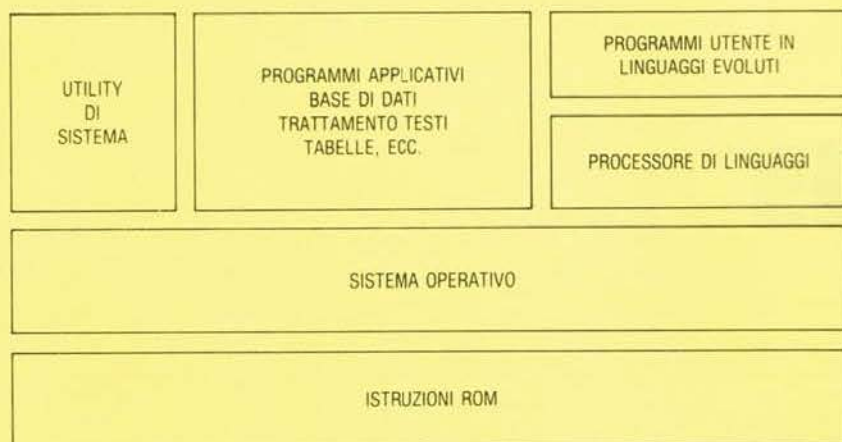 UTILITY
DI
SISTEMA
PROGRAMMI APPLICATIVI
BASE DI DATI
TRATTAMENTO TESTI
TABELLE, ECC.
PROGRAMMI UTENTE IN
LINGUAGGI EVOLUTI
PROCESSORE DI LINGUAGGI
SISTEMA OPERATIVO
ISTRUZIONI ROM